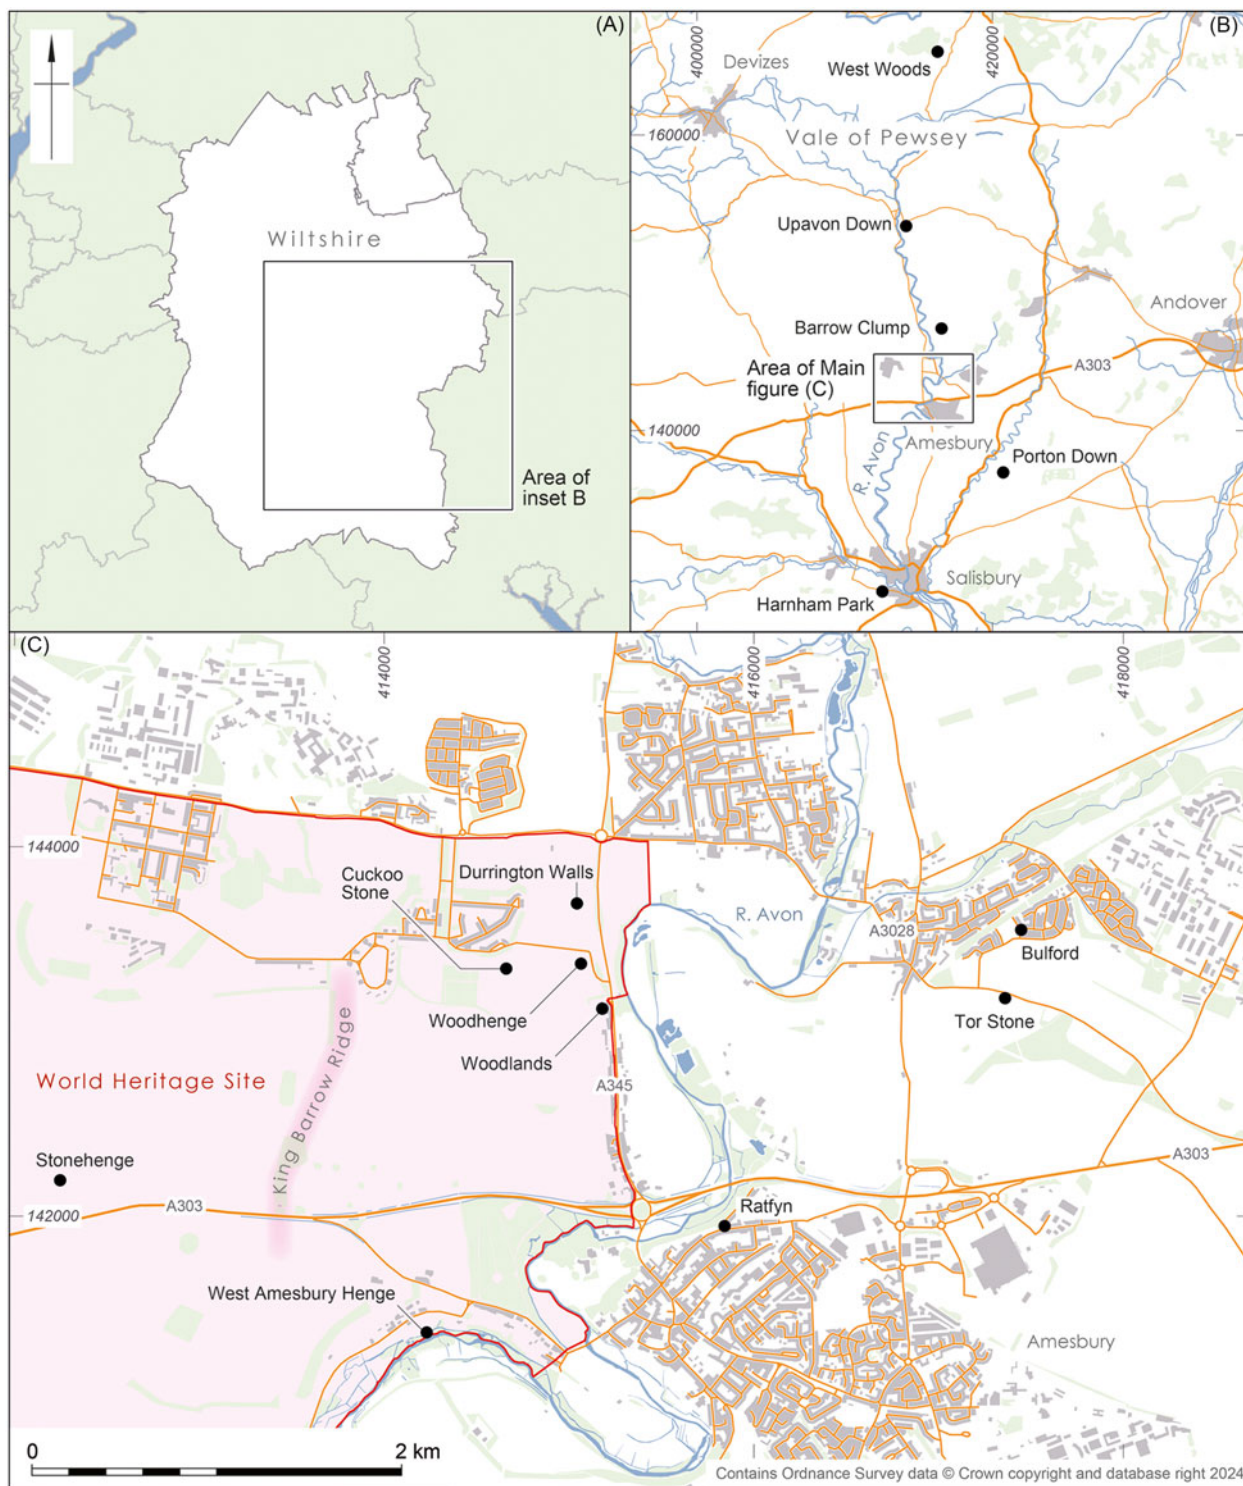 (A)
Wiltshire
Area of
inset B
(B)
400000
420000
Devizes
West Woods
160000
Vale of Pewsey
Upavon Down
Andover
Barrow Clump
Area of Main
figure (C)
A303
140000
R. Avon
Amesbury
Porton Down
Salisbury
Harnham Park
(C)
414000
416000
418000
144000
Cuckoo
Stone
Durrington Walls
R. Avon
A3028
Bulford
Woodhenge
Tor Stone
Woodlands
King Barrow Ridge
World Heritage Site
A345
Stonehenge
A303
A303
142000
Ratfyn
West Amesbury Henge
Amesbury
0
2 km
Contains Ordnance Survey data © Crown copyright and database right 2024